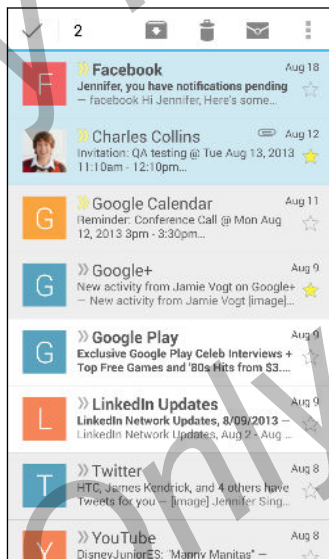 2
F
Facebook
Aug 18
Jennifer, you have notifications pending
— facebook Hi Jennifer, Here's some...
Charles Collins
Aug 12
Invitation: QA testing @ Tue Aug 13, 2013
11:10am - 12:10pm...
G
Google Calendar
Aug 11
Reminder: Conference Call @ Mon Aug
12, 2013 3pm - 3:30pm...
G
Google+
Aug 9
New activity from Jamie Vogt on Google+
— New activity from Jamie Vogt [image]...
G
Google Play
Aug 9
Exclusive Google Play Celeb Interviews +
Top Free Games and '80s Hits from $3....
L
LinkedIn Updates
Aug 9
LinkedIn Network Updates, 8/09/2013 —
LinkedIn Network Updates, Aug 2 - Aug ...
T
Twitter
Aug 8
HTC, James Kendrick, and 4 others have
Tweets for you — [image] Jennifer Sing...
Y
YouTube
Aug 8
DisneyJuniorES: "Manny Manitas" —
Only